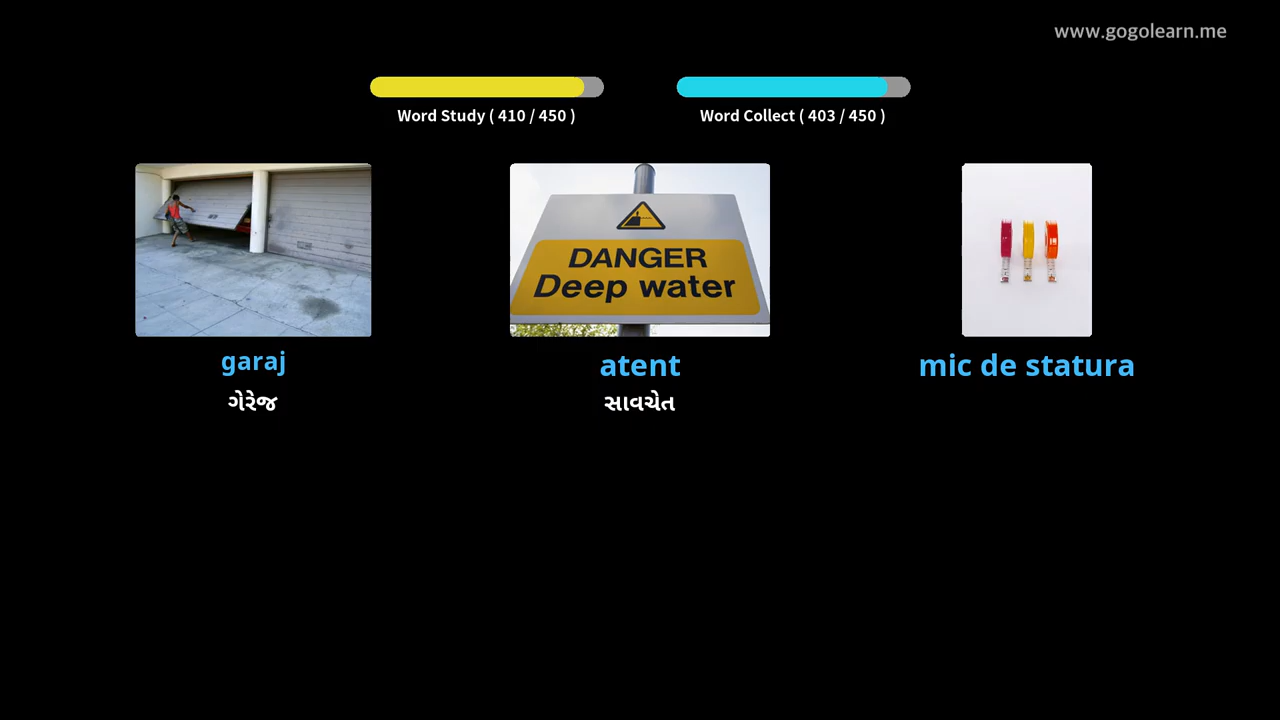 www.gogolearn.me
Word Study ( 410 / 450 )
Word Collect ( 403 / 450 )
DANGER
Deep water
garaj
atent
mic de statura
ગેરેજ
સાવચેત